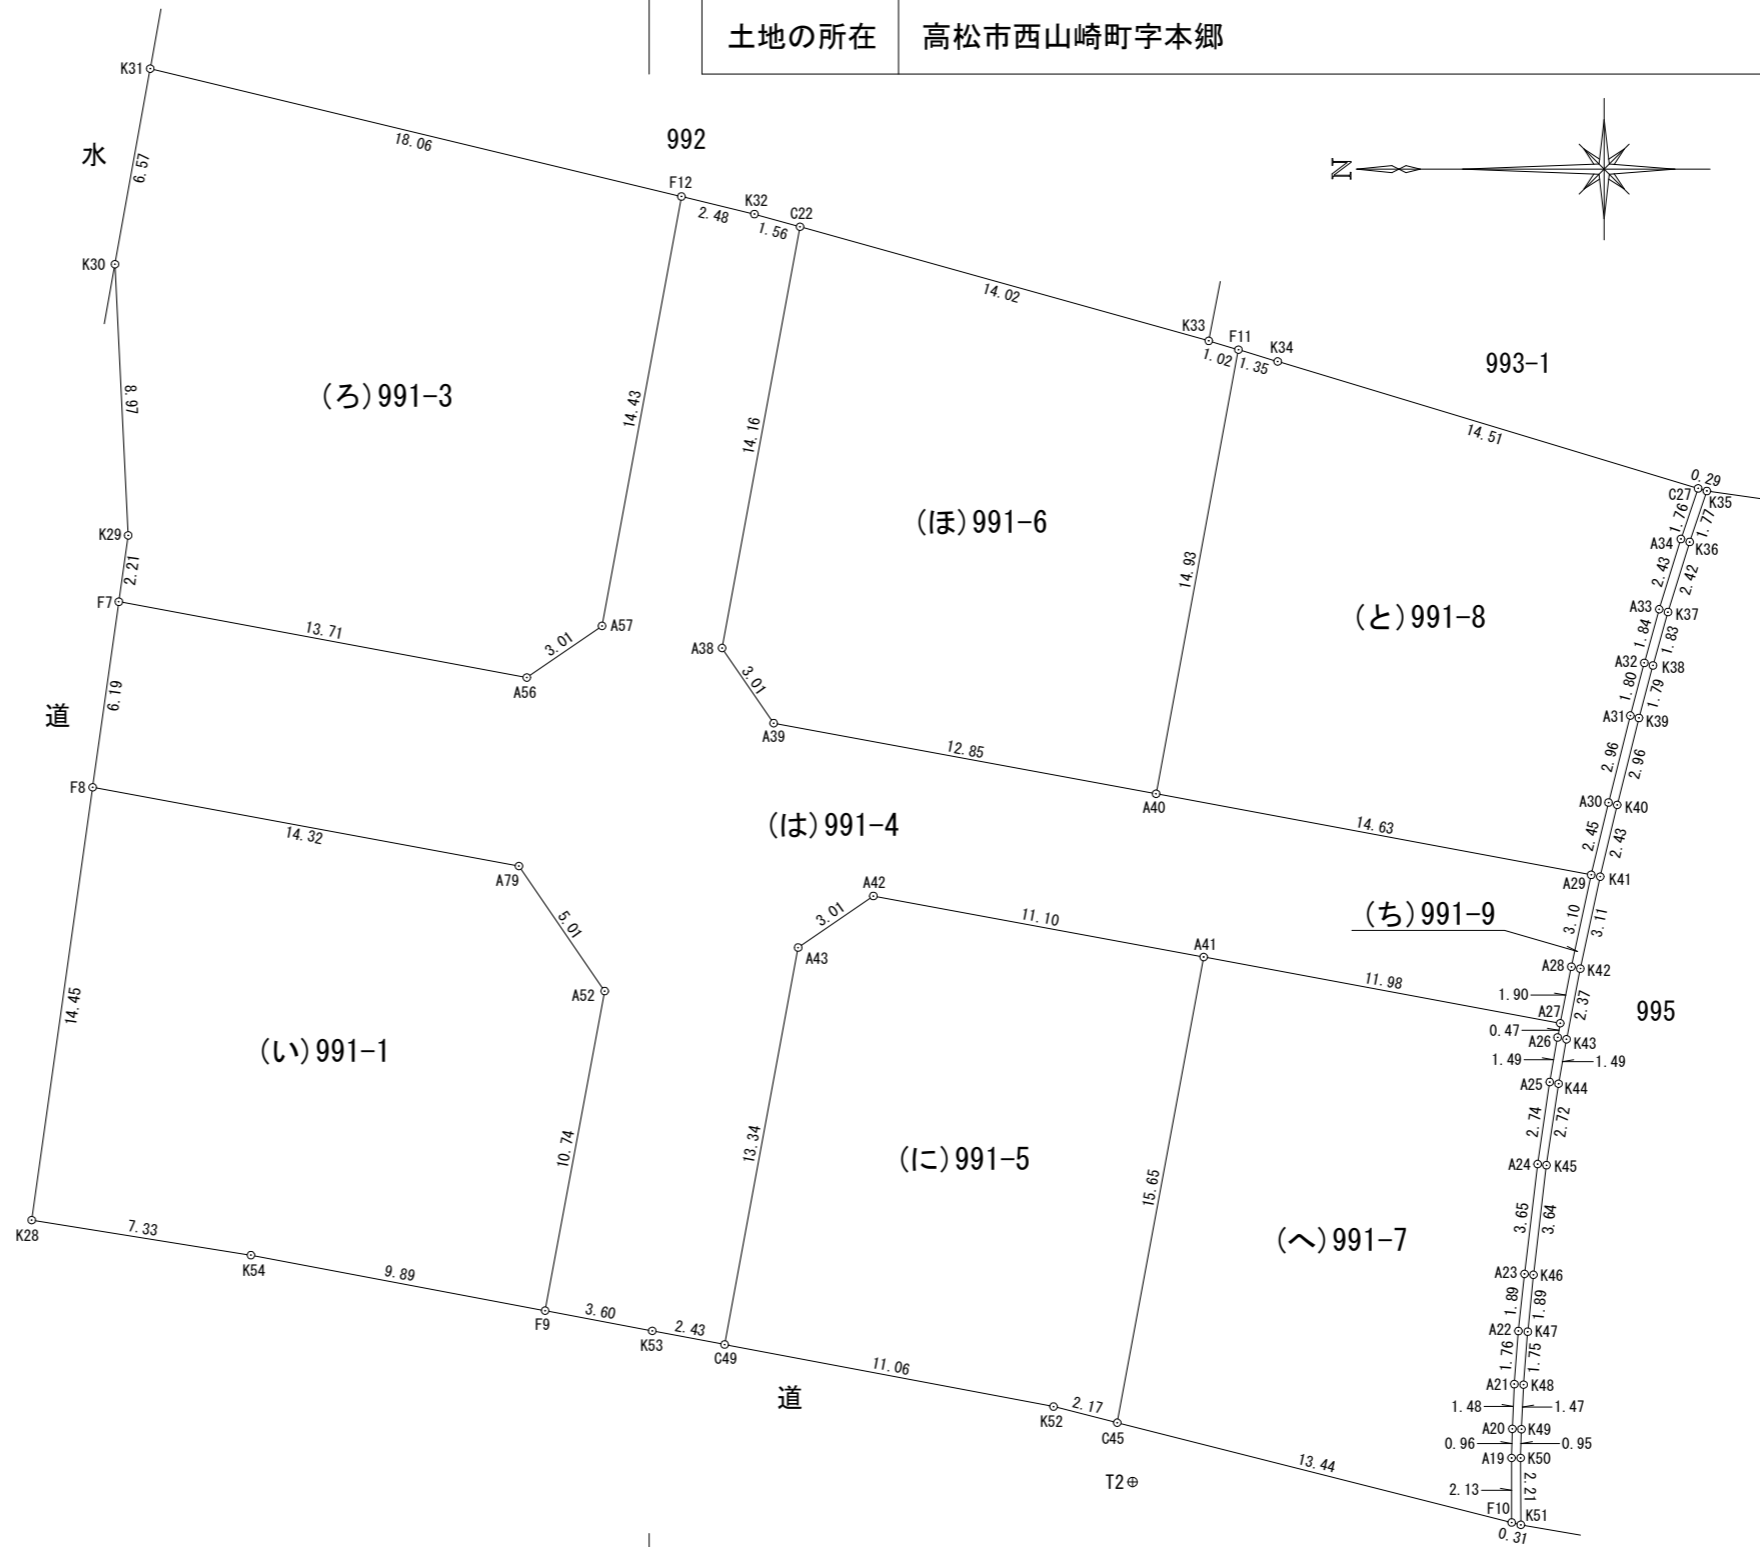 土地の所在 高松市西山崎町字本郷
N
K31
18.06
992
水
6.57
F12
K32
C22
2.48
1.56
K30
14.02
K33
F11
K34
1.02
1.35
993-1
(ろ)991-3
8.97
14.43
14.16
14.51
0.29
C27
K35
1.76
1.77
(ほ)991-6
A34
K36
K29
2.43
2.42
2.21
14.93
F7
A33
K37
13.71
3.01
A57
(と)991-8
1.84
1.83
A38
A32
K38
A56
3.01
1.80
1.79
6.19
道
A31
K39
A39
12.85
2.96
2.96
F8
A40
A30
K40
14.32
(は)991-4
14.63
2.45
2.43
A79
A42
A29
K41
5.01
3.01
11.10
(ち)991-9
3.10
3.11
A43
A41
A28
K42
14.45
A52
11.98
1.90
2.37
995
A27
0.47
A26
K43
(い)991-1
1.49
1.49
A25
K44
10.74
13.34
(に)991-5
15.65
2.74
2.72
A24
K45
K28
7.33
3.65
3.64
K54
9.89
(へ)991-7
A23
K46
F9
3.60
1.89
1.89
K53
2.43
C49
A22
K47
11.06
1.76
1.75
道
A21
K48
K52
2.17
C45
1.48
1.47
A20
K49
0.96
0.95
13.44
A19
K50
T2
2.13
2.21
F10
K51
0.31